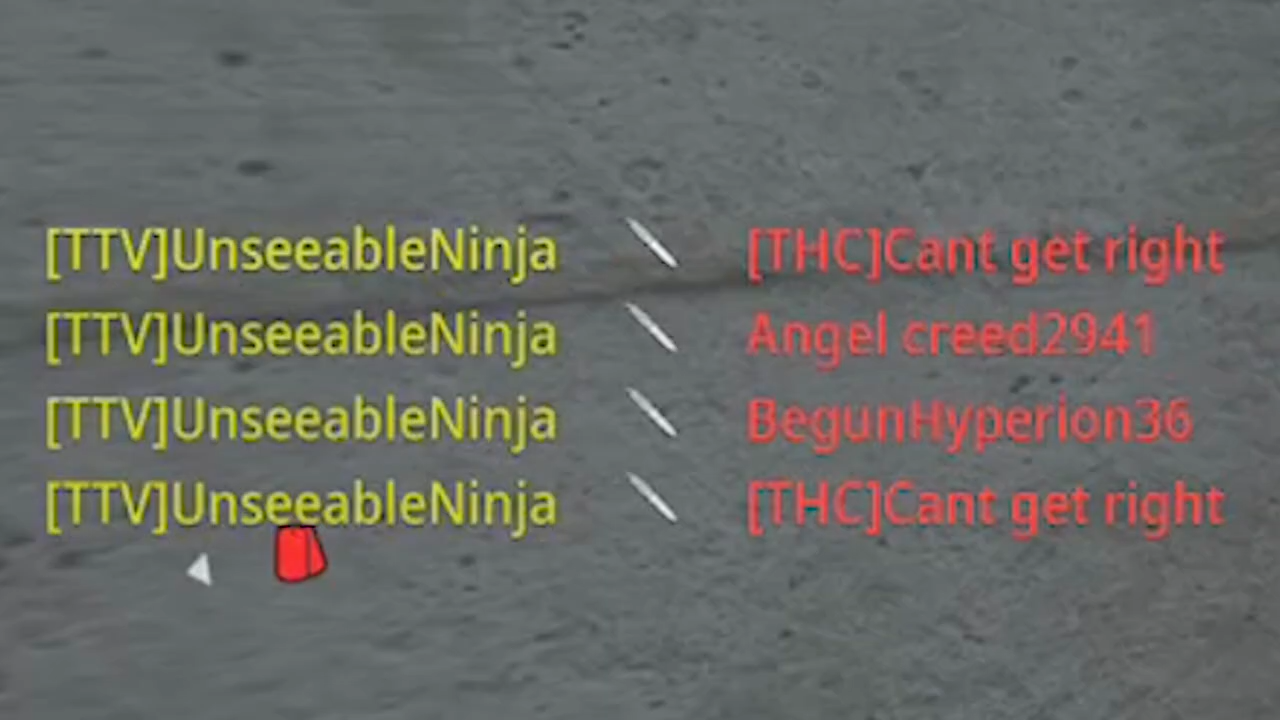 [TTV]UnseeableNinja [THC]Cant get right
[TTV]UnseeableNinja Angel creed2941
[TTV]UnseeableNinja BegunHyperion36
[TTV]UnseeableNinja [THC]Cant get right